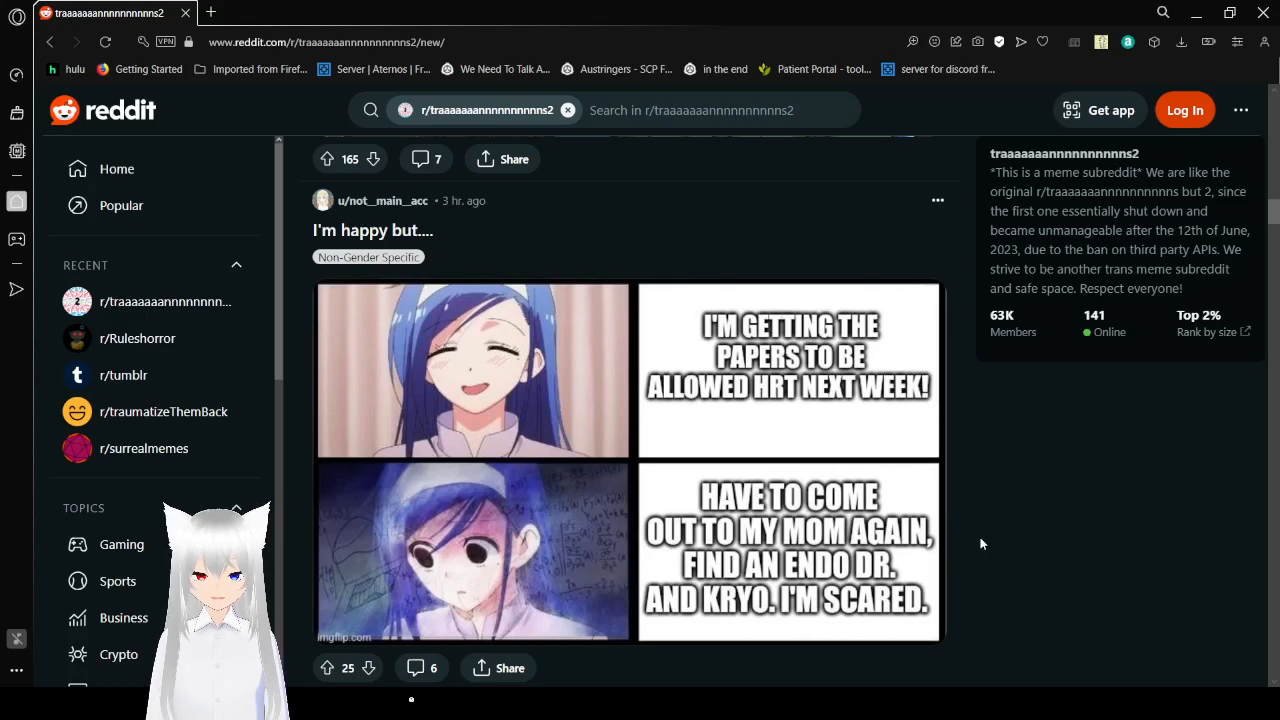 traaaaaaannnnnnnnnns2
VPN
www.reddit.com/r/traaaaaaannnnnnnnnns2/new/
hulu
Getting Started
Imported from Firef...
Server | Aternos | Fr...
We Need To Talk A...
Austringers - SCP F...
in the end
Patient Portal - tool...
server for discord fr...
reddit
r/traaaaaaannnnnnnnnns2
Search in r/traaaaaaannnnnnnnnns2
Get app
Log In
Home
Popular
RECENT
r/traaaaaaannnnnnn...
r/Ruleshorror
r/tumblr
r/traumatizeThemBack
r/surrealmemes
TOPICS
Gaming
Sports
Business
Crypto
165
7
Share
u/not__main__acc • 3 hr. ago
I'm happy but....
Non-Gender Specific
I'M GETTING THE
PAPERS TO BE
ALLOWED HRT NEXT WEEK!
HAVE TO COME
OUT TO MY MOM AGAIN,
FIND AN ENDO DR.
AND KRYO. I'M SCARED.
imgflip.com
25
6
Share
traaaaaaannnnnnnnnns2
*This is a meme subreddit* We are like the
original r/traaaaaaannnnnnnnnns but 2, since
the first one essentially shut down and
became unmanageable after the 12th of June,
2023, due to the ban on third party APIs. We
strive to be another trans meme subreddit
and safe space. Respect everyone!
63K 141 Top 2%
Members Online Rank by size